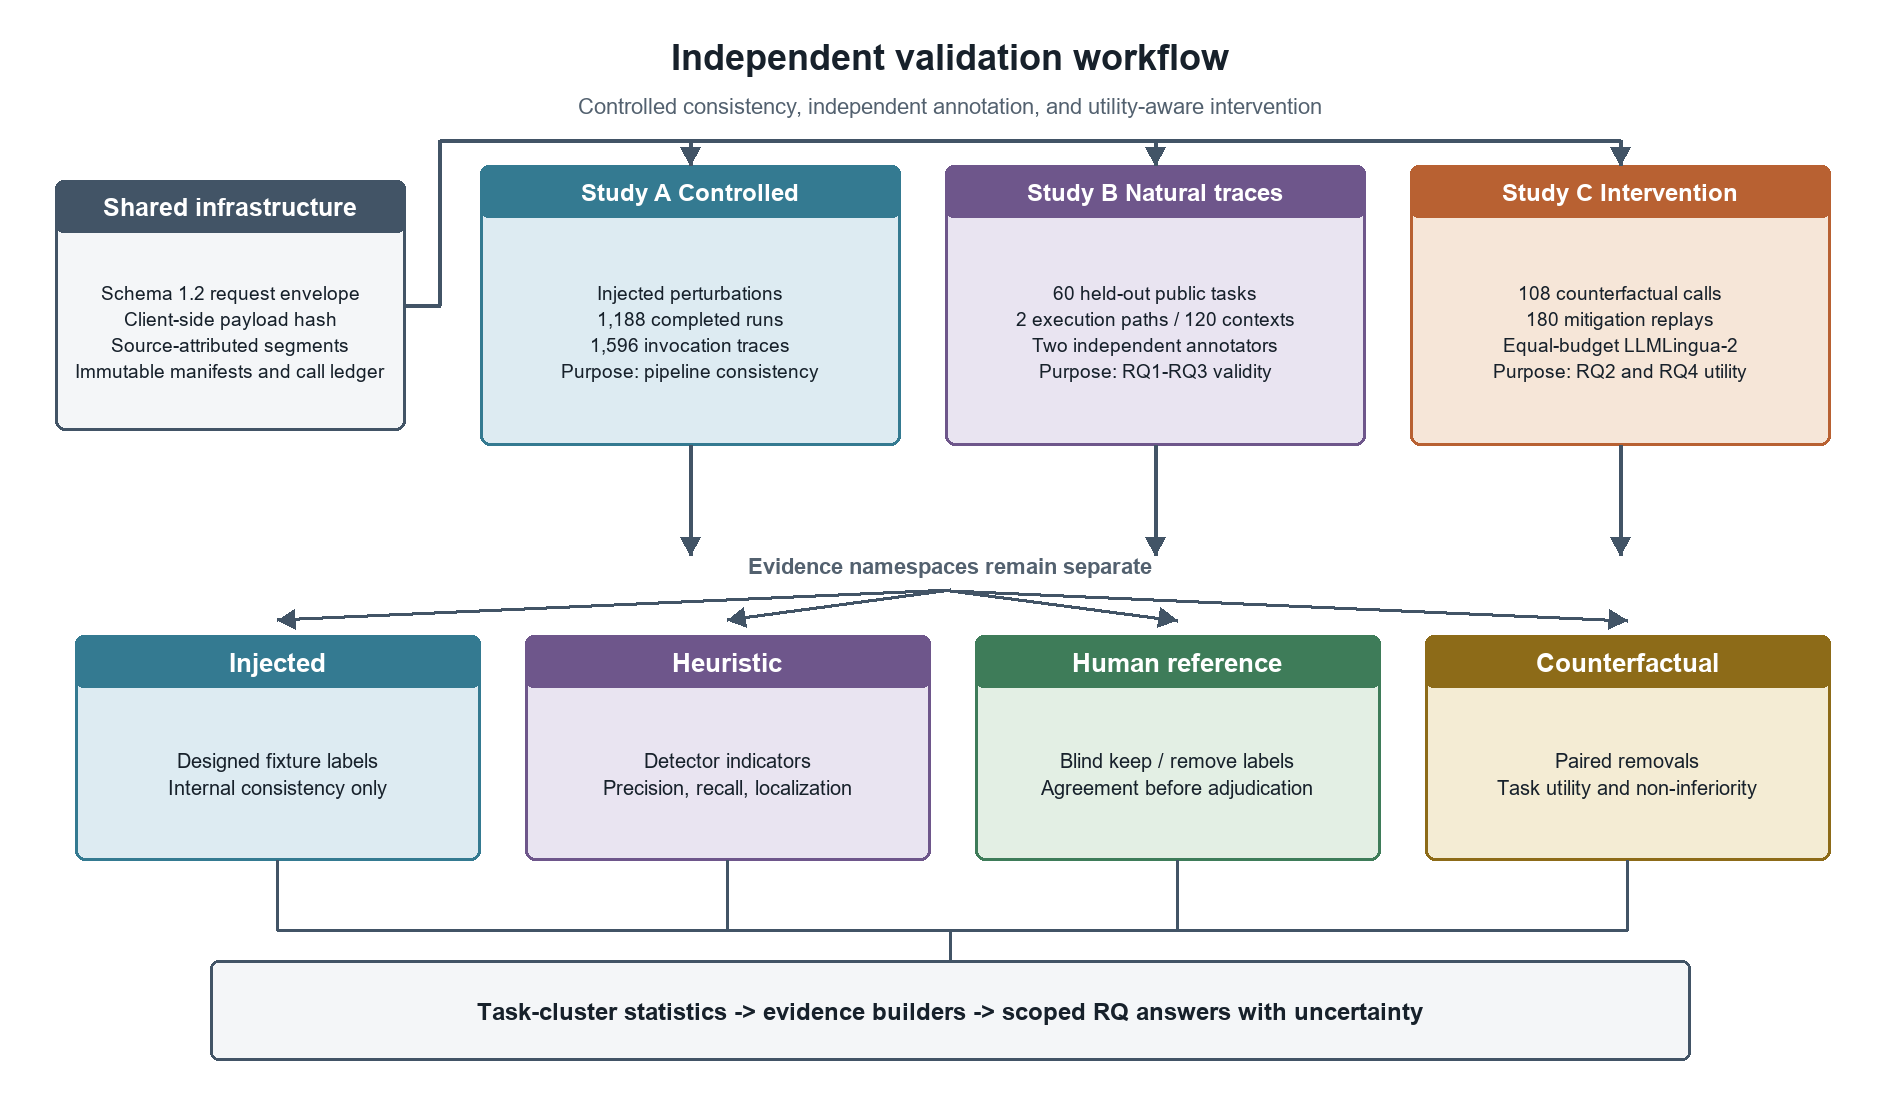 Independent validation workflow
Controlled consistency, independent annotation, and utility-aware intervention
Shared infrastructure
Schema 1.2 request envelope
Client-side payload hash
Source-attributed segments
Immutable manifests and call ledger
Study A Controlled
Injected perturbations
1,188 completed runs
1,596 invocation traces
Purpose: pipeline consistency
Study B Natural traces
60 held-out public tasks
2 execution paths / 120 contexts
Two independent annotators
Purpose: RQ1-RQ3 validity
Study C Intervention
108 counterfactual calls
180 mitigation replays
Equal-budget LLMLingua-2
Purpose: RQ2 and RQ4 utility
Evidence namespaces remain separate
Injected
Designed fixture labels
Internal consistency only
Heuristic
Detector indicators
Precision, recall, localization
Human reference
Blind keep / remove labels
Agreement before adjudication
Counterfactual
Paired removals
Task utility and non-inferiority
Task-cluster statistics -> evidence builders -> scoped RQ answers with uncertainty